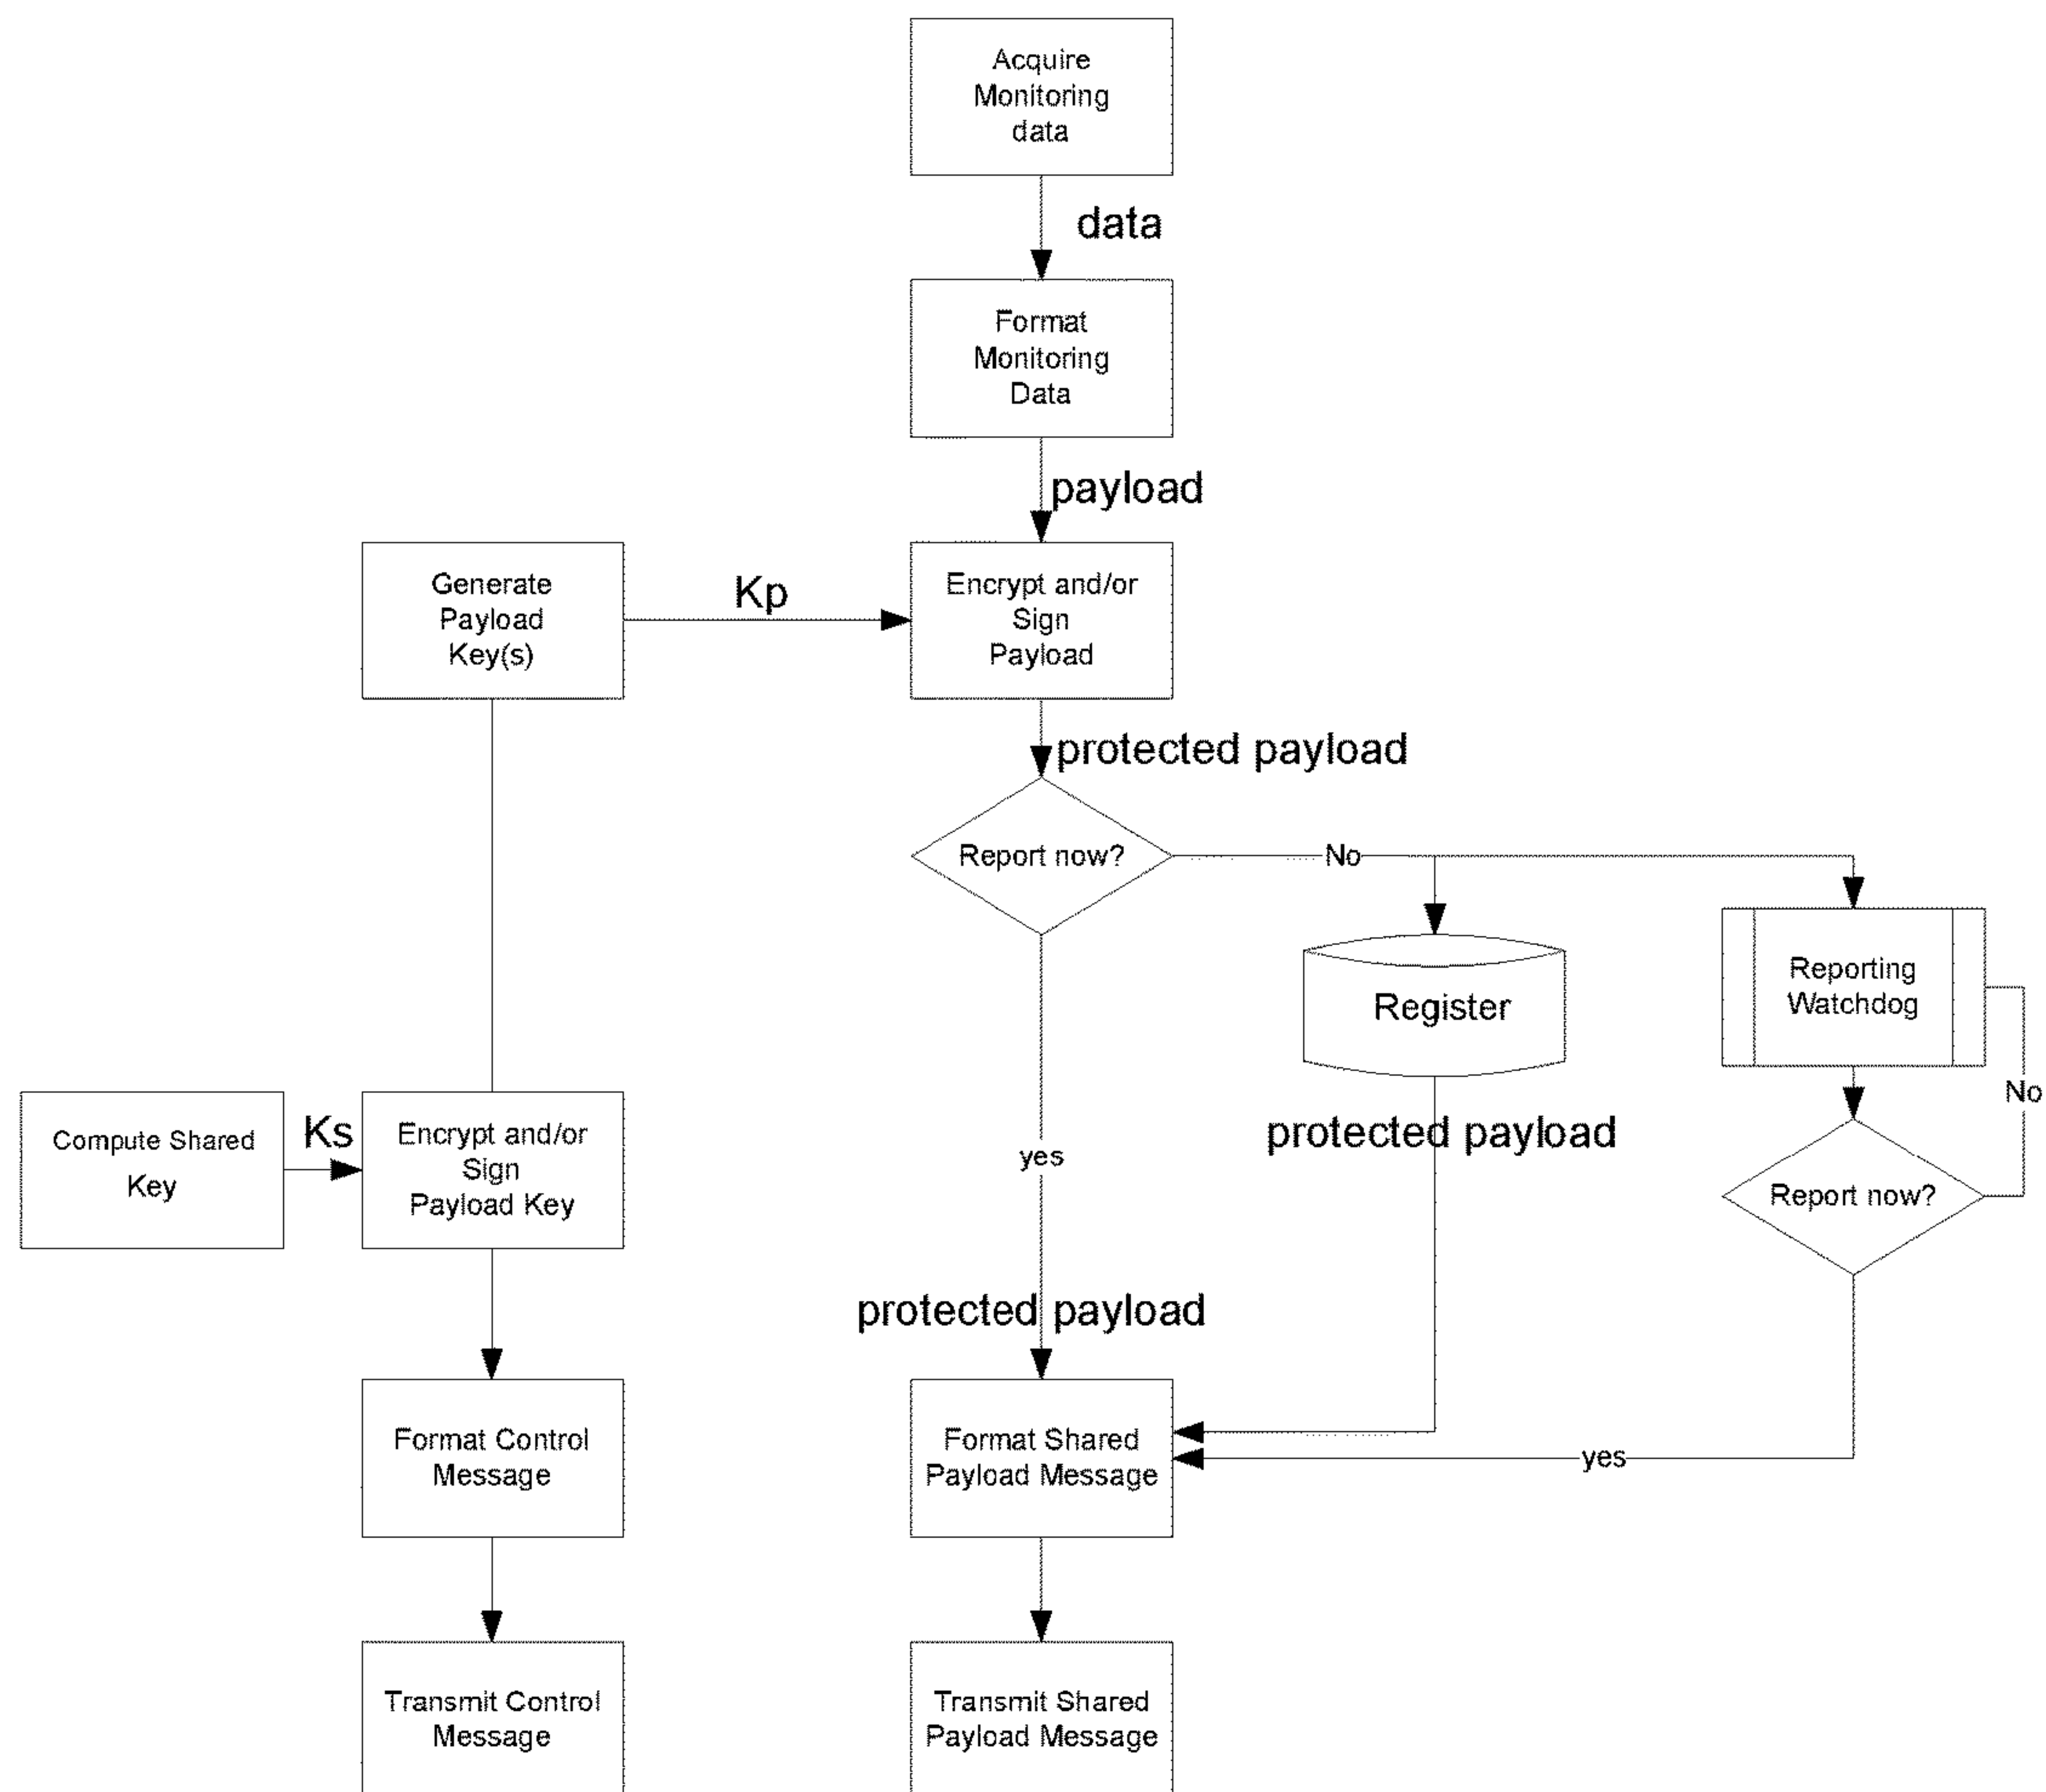 Acquire
Monitoring
data
data
Format
Monitoring
Data
payload
Generate
Payload
Key(s)
Kp
Encrypt and/or
Sign
Payload
protected payload
Report now?
No
Register
Reporting
Watchdog
No
Compute Shared
Key
Ks
Encrypt and/or
Sign
Payload Key
yes
protected payload
Report now?
protected payload
Format Control
Message
Format Shared
Payload Message
yes
Transmit Control
Message
Transmit Shared
Payload Message